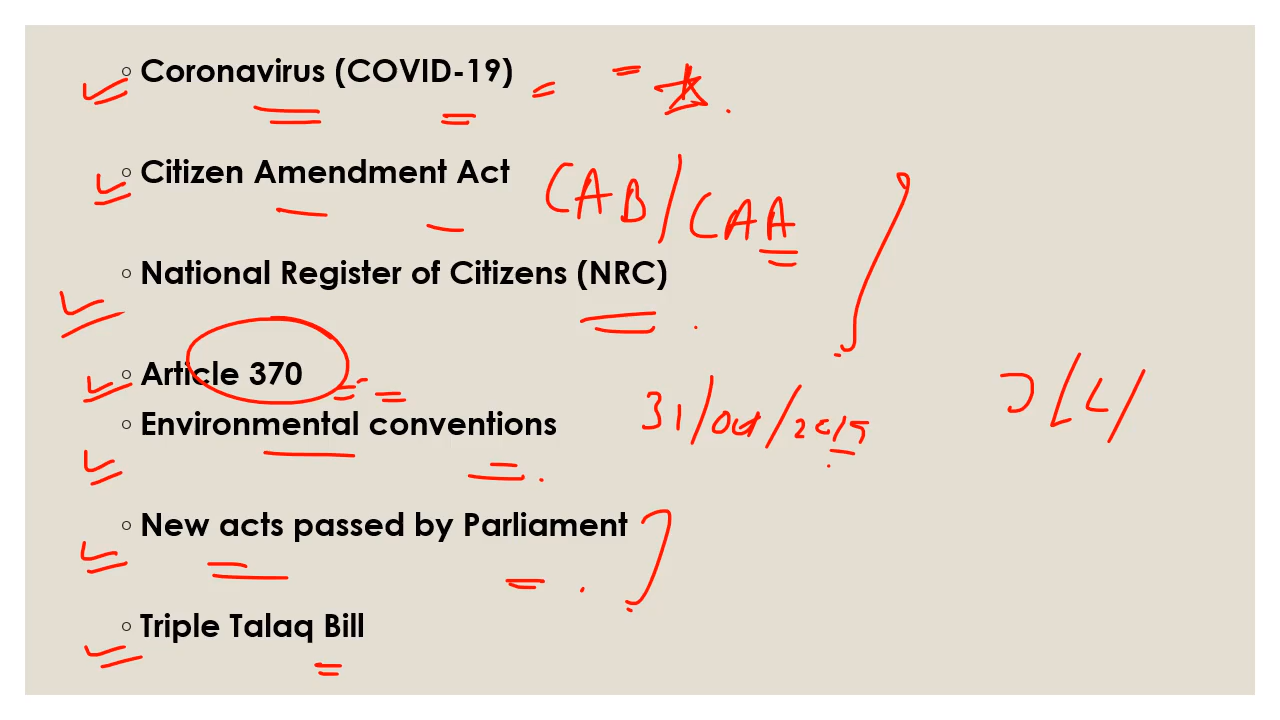 ◦ Coronavirus (COVID-19)
◦ Citizen Amendment Act CAB/CAA
◦ National Register of Citizens (NRC)
◦ Article 370
◦ Environmental conventions 31/Oct/2019
◦ New acts passed by Parliament
◦ Triple Talaq Bill